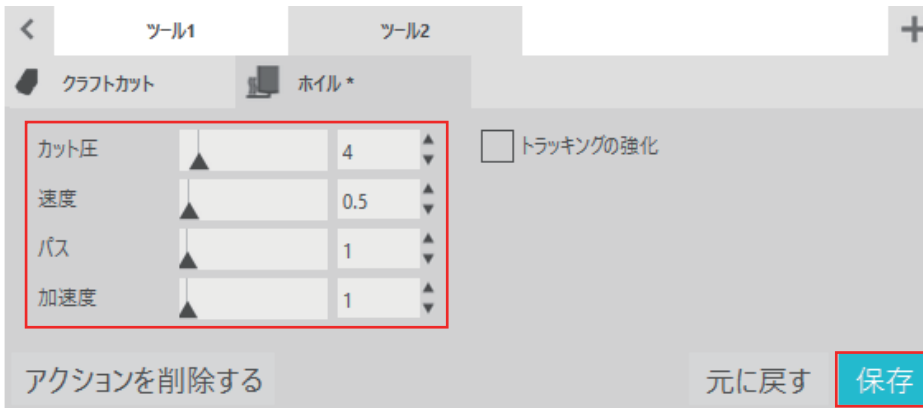 ツール1 ツール2
クラフトカット ホイル *
カット圧 4 トラッキングの強化
速度 0.5
パス 1
加速度 1
アクションを削除する 元に戻す 保存